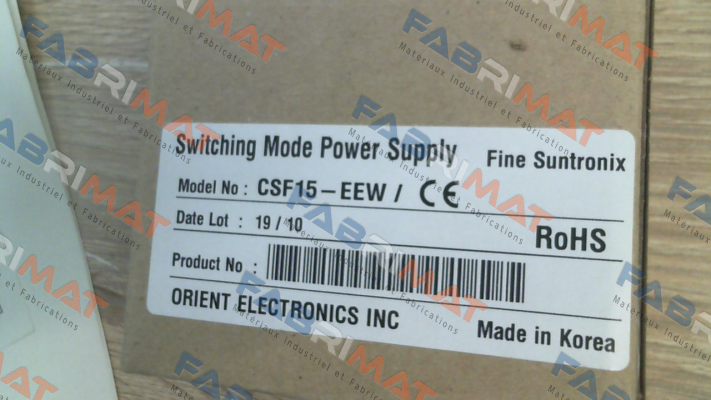 Switching Mode Power Supply Fine Suntronix
Model No : CSF15-EEW / CE
Date Lot : 19 / 10
RoHS
Product No :
ORIENT ELECTRONICS INC Made in Korea
FABRIMAT
Materiaux Industriel et Fabrications